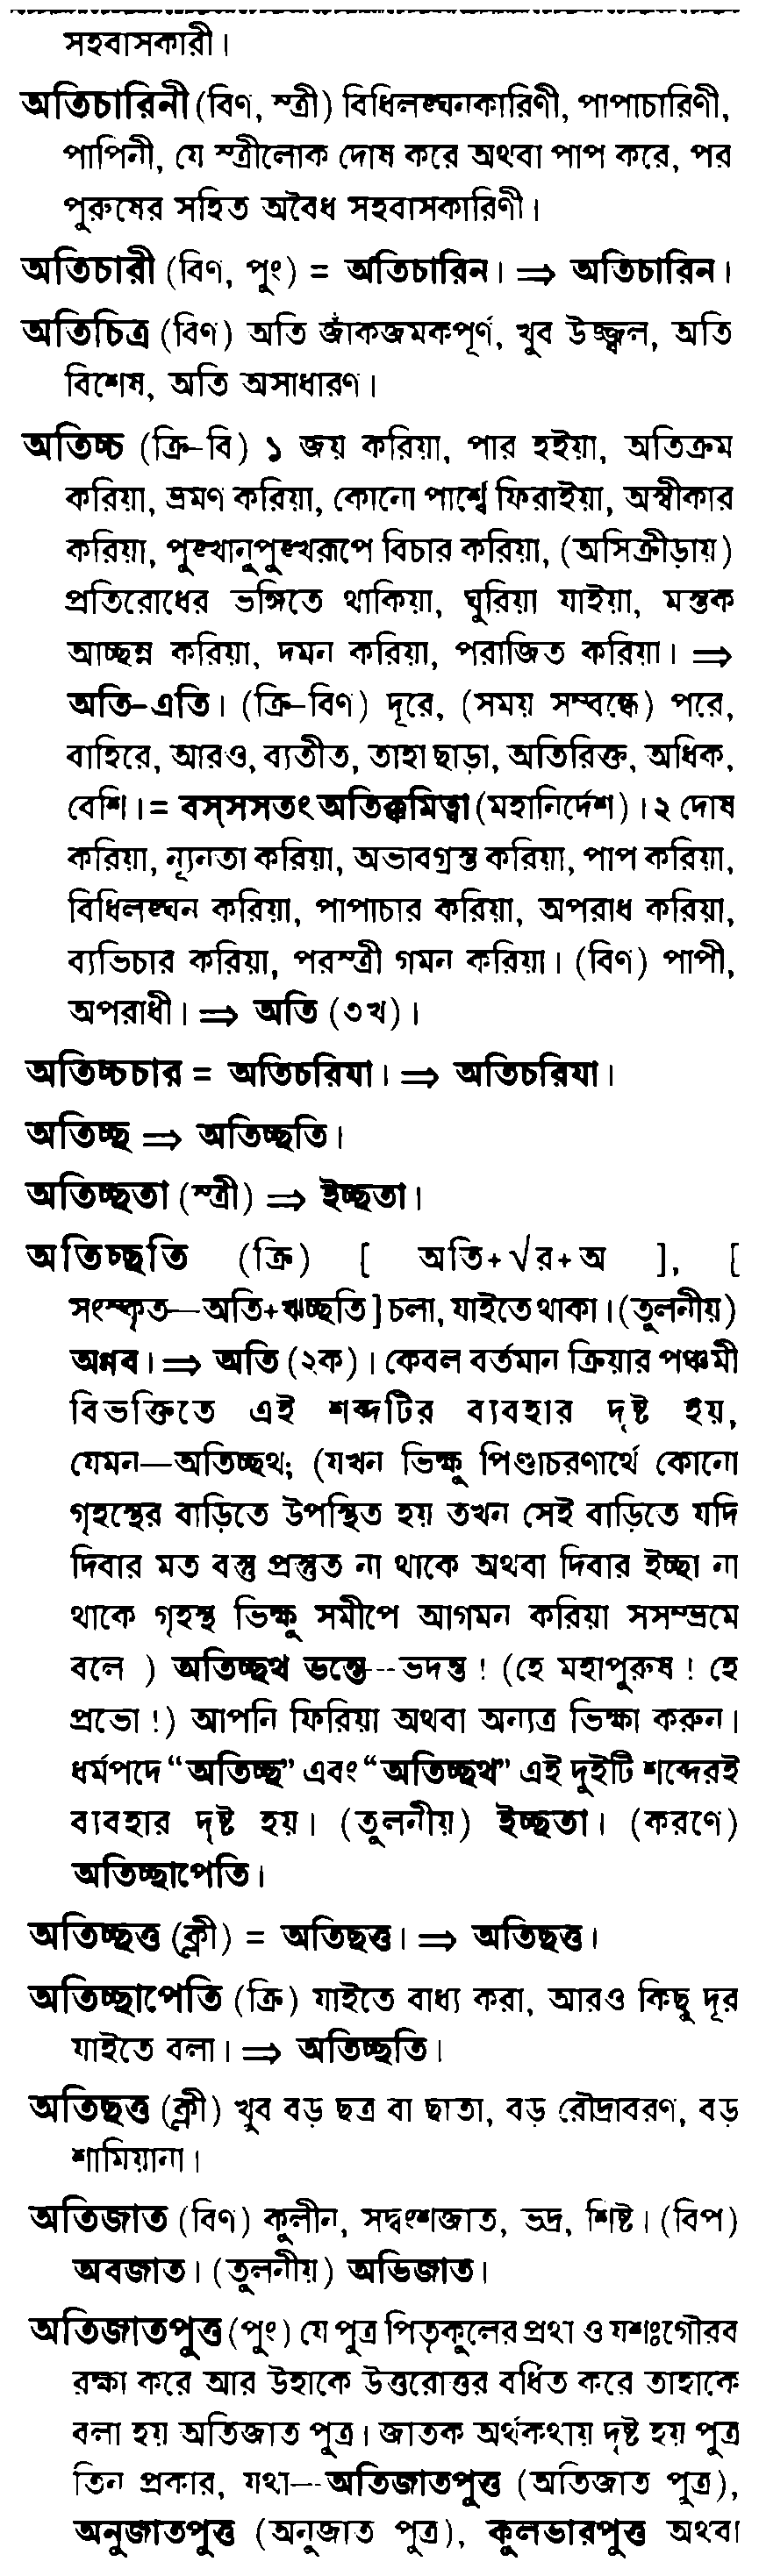 সহবাসকারী।
অতিচারিনী (বিণ, স্ত্রী) বিধিলঙ্ঘনকারিণী, পাপাচারিণী,
পাপিনী, যে স্ত্রীলোক দোষ করে অথবা পাপ করে, পর
পুরুষের সহিত অবৈধ সহবাসকারিণী।
অতিচারী (বিণ, পুং) = অতিচারিন। ⇒ অতিচারিন।
অতিচিত্র (বিণ) অতি জাঁকজমকপূর্ণ, খুব উজ্জ্বল, অতি
বিশেষ, অতি অসাধারণ।
অতিচ্চ (ক্রি-বি) ১ জয় করিয়া, পার হইয়া, অতিক্রম
করিয়া, ভ্রমণ করিয়া, কোনো পার্শ্বে ফিরাইয়া, অস্বীকার
করিয়া, পুঙ্খানুপুঙ্খরূপে বিচার করিয়া, (অসিক্রীড়ায়)
প্রতিরোধের ভঙ্গিতে থাকিয়া, ঘুরিয়া যাইয়া, মস্তক
আচ্ছন্ন করিয়া, দমন করিয়া, পরাজিত করিয়া। ⇒
অতি-এতি। (ক্রি-বিণ) দূরে, (সময় সম্বন্ধে) পরে,
বাহিরে, আরও, ব্যতীত, তাহা ছাড়া, অতিরিক্ত, অধিক,
বেশি। = বস্সসতং অতিক্কমিত্বা (মহানির্দেশ)। ২ দোষ
করিয়া, ন্যূনতা করিয়া, অভাবগ্রস্ত করিয়া, পাপ করিয়া,
বিধিলঙ্ঘন করিয়া, পাপাচার করিয়া, অপরাধ করিয়া,
ব্যভিচার করিয়া, পরস্ত্রী গমন করিয়া। (বিণ) পাপী,
অপরাধী। ⇒ অতি (৩খ)।
অতিচ্চচার = অতিচরিযা। ⇒ অতিচরিযা।
অতিচ্ছ ⇒ অতিচ্ছতি।
অতিচ্ছতা (স্ত্রী) ⇒ ইচ্ছতা।
অতিচ্ছতি (ক্রি) [ অতি+√র+অ ], [
সংস্কৃত—অতি+ঋচ্ছতি] চলা, যাইতে থাকা। (তুলনীয়)
অন্নব। ⇒ অতি (২ক)। কেবল বর্তমান ক্রিয়ার পঞ্চমী
বিভক্তিতে এই শব্দটির ব্যবহার দৃষ্ট হয়,
যেমন—অতিচ্ছথ; (যখন ভিক্ষু পিণ্ডাচরণার্থে কোনো
গৃহস্থের বাড়িতে উপস্থিত হয় তখন সেই বাড়িতে যদি
দিবার মত বস্তু প্রস্তুত না থাকে অথবা দিবার ইচ্ছা না
থাকে গৃহস্থ ভিক্ষু সমীপে আগমন করিয়া সসম্ভ্রমে
বলে ) অতিচ্ছথ ভন্তে—ভদন্ত ! (হে মহাপুরুষ ! হে
প্রভো !) আপনি ফিরিয়া অথবা অন্যত্র ভিক্ষা করুন।
ধর্মপদে “অতিচ্ছ” এবং “অতিচ্ছথ” এই দুইটি শব্দেরই
ব্যবহার দৃষ্ট হয়। (তুলনীয়) ইচ্ছতা। (করণে)
অতিচ্ছাপেতি।
অতিচ্ছত্ত (ক্লী) = অতিছত্ত। ⇒ অতিছত্ত।
অতিচ্ছাপেতি (ক্রি) যাইতে বাধ্য করা, আরও কিছু দূর
যাইতে বলা। ⇒ অতিচ্ছতি।
অতিছত্ত (ক্লী) খুব বড় ছত্র বা ছাতা, বড় রৌদ্রাবরণ, বড়
শামিয়ানা।
অতিজাত (বিণ) কুলীন, সদ্বংশজাত, ভদ্র, শিষ্ট। (বিপ)
অবজাত। (তুলনীয়) অভিজাত।
অতিজাতপুত্ত (পুং) যে পুত্র পিতৃকুলের প্রথা ও যশঃগৌরব
রক্ষা করে আর উহাকে উত্তরোত্তর বর্ধিত করে তাহাকে
বলা হয় অতিজাত পুত্র। জাতক অর্থকথায় দৃষ্ট হয় পুত্র
তিন প্রকার, যথা—অতিজাতপুত্ত (অতিজাত পুত্র),
অনুজাতপুত্ত (অনুজাত পুত্র), কুলভারপুত্ত অথবা